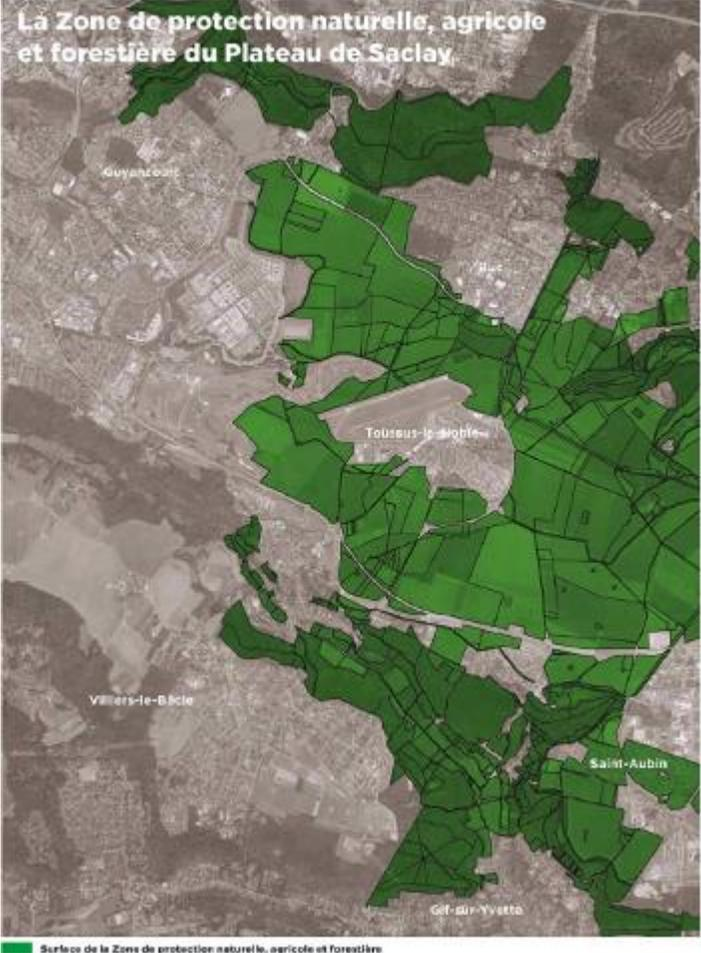 La Zone de protection naturelle, agricole
et forestière du Plateau de Saclay
Guyancourt
Buc
Toussus-le-Noble
Villiers-le-Bâcle
Saint-Aubin
Gif-sur-Yvette
Surface de la Zone de protection naturelle, agricole et forestière